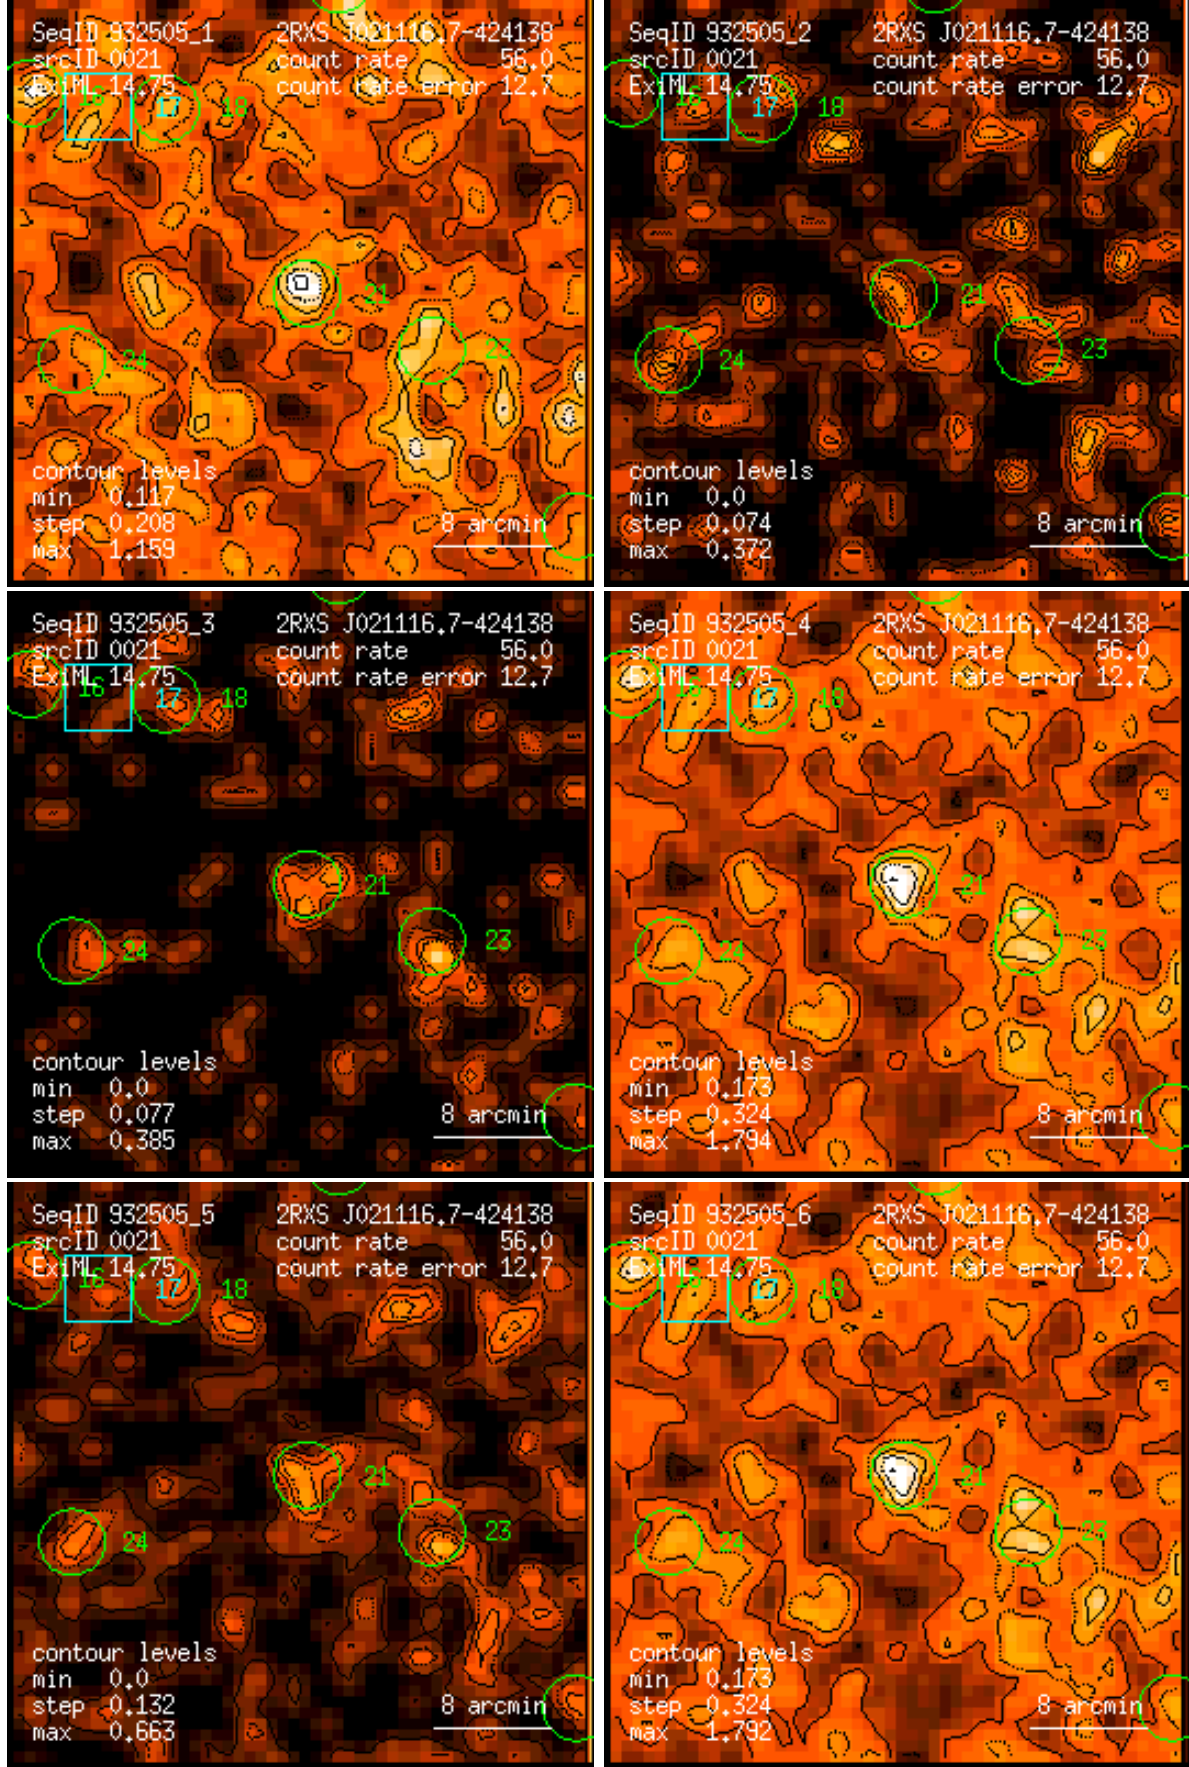 SeqID 932505_1 2RXS J021116.7-424138
srcID 0021 count rate 56.0
ExiML 14.75 count rate error 12.7
16 17 18
21
23
24
contour levels
min 0.117
step 0.208 8 arcmin
max 1.159
SeqID 932505_2 2RXS J021116.7-424138
srcID 0021 count rate 56.0
ExiML 14.75 count rate error 12.7
16 17 18
21
23
24
contour levels
min 0.0
step 0.074 8 arcmin
max 0.372
SeqID 932505_3 2RXS J021116.7-424138
srcID 0021 count rate 56.0
ExiML 14.75 count rate error 12.7
16 17 18
21
23
24
contour levels
min 0.0
step 0.077 8 arcmin
max 0.385
SeqID 932505_4 2RXS J021116.7-424138
srcID 0021 count rate 56.0
ExiML 14.75 count rate error 12.7
16 17 18
21
23
24
contour levels
min 0.173
step 0.324 8 arcmin
max 1.794
SeqID 932505_5 2RXS J021116.7-424138
srcID 0021 count rate 56.0
ExiML 14.75 count rate error 12.7
16 17 18
21
23
24
contour levels
min 0.0
step 0.132 8 arcmin
max 0.663
SeqID 932505_6 2RXS J021116.7-424138
srcID 0021 count rate 56.0
ExiML 14.75 count rate error 12.7
16 17 18
21
23
24
contour levels
min 0.173
step 0.324 8 arcmin
max 1.792